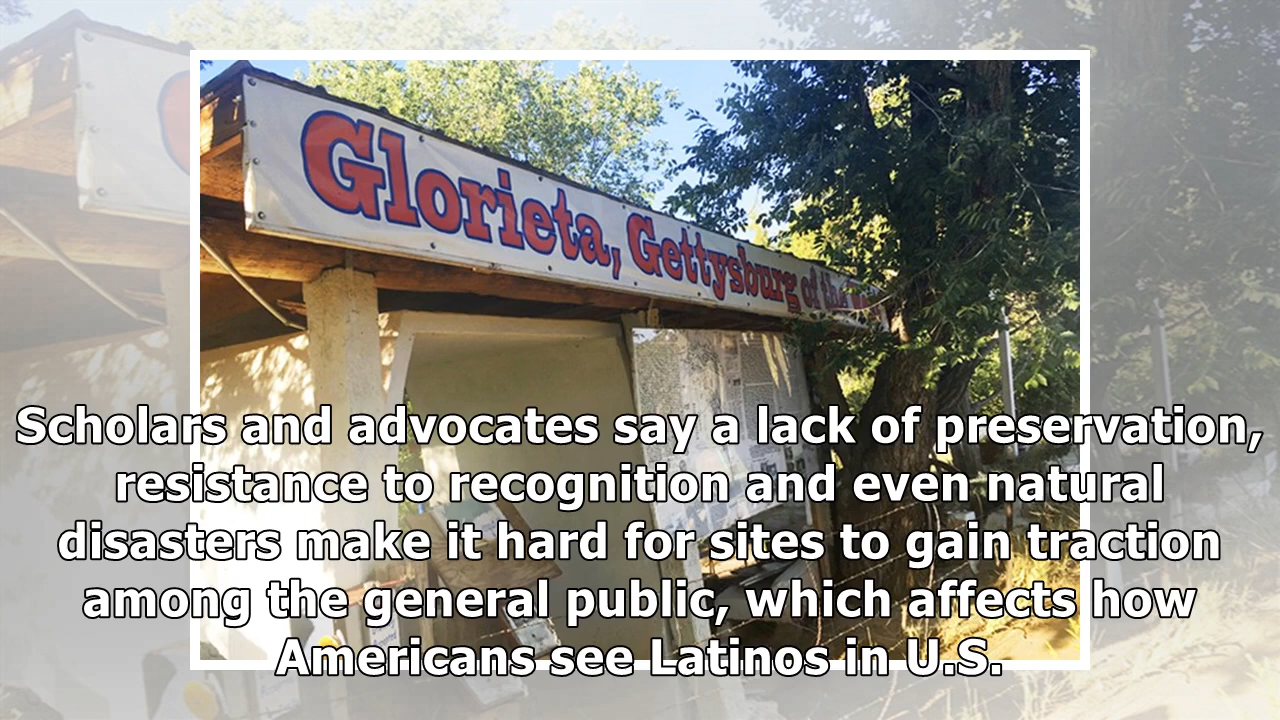 Glorieta, Gettysburg of the
Scholars and advocates say a lack of preservation,
resistance to recognition and even natural
disasters make it hard for sites to gain traction
among the general public, which affects how
Americans see Latinos in U.S.